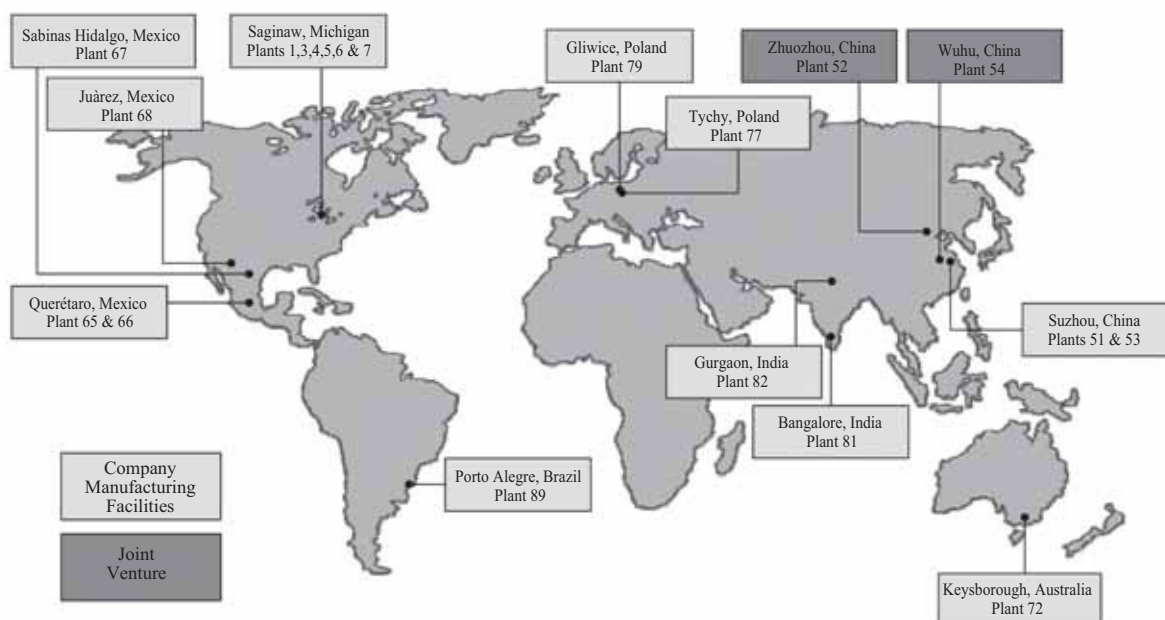 Sabinas Hidalgo, Mexico
Plant 67
Saginaw, Michigan
Plants 1,3,4,5,6 & 7
Gliwice, Poland
Plant 79
Zhuozhou, China
Plant 52
Wuhu, China
Plant 54
Juàrez, Mexico
Plant 68
Tychy, Poland
Plant 77
Querétaro, Mexico
Plant 65 & 66
Suzhou, China
Plants 51 & 53
Gurgaon, India
Plant 82
Bangalore, India
Plant 81
Company
Manufacturing
Facilities
Porto Alegre, Brazil
Plant 89
Joint
Venture
Keysborough, Australia
Plant 72